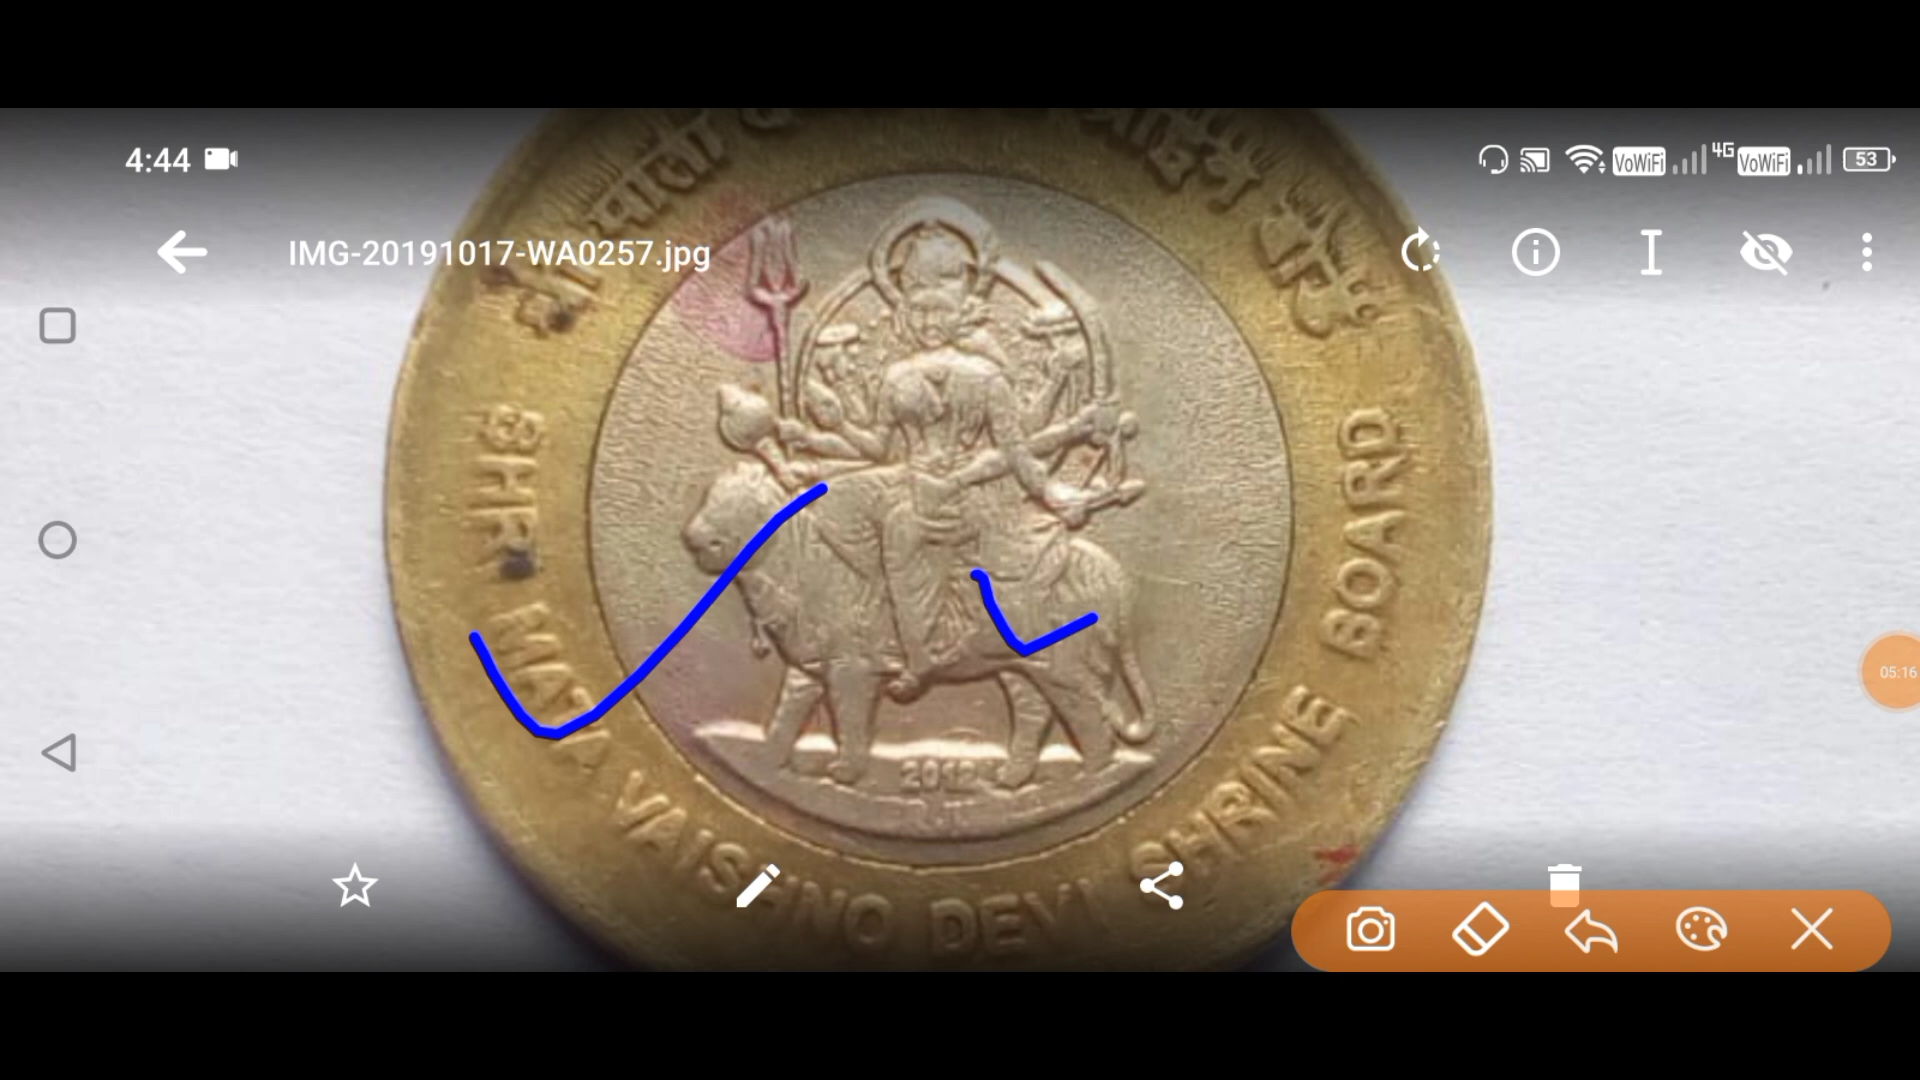 4:44
VoWiFi 4G VoWiFi 53
IMG-20191017-WA0257.jpg
श्री माता
श्राइन बोर्ड
SHRI MATA VAISHNO DEVI SHRINE BOARD
2012
05:16